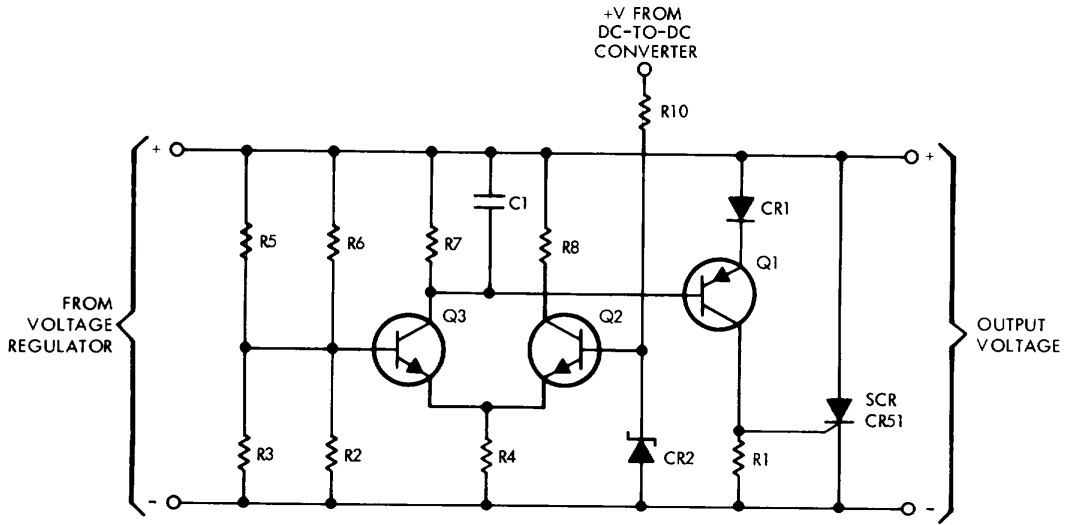 +V FROM
DC-TO-DC
CONVERTER
R10
+
+
C1
CR1
R5
R6
R7
R8
Q1
FROM
VOLTAGE
REGULATOR
Q3
Q2
OUTPUT
VOLTAGE
SCR
CR51
R3
R2
R4
CR2
R1
-
-